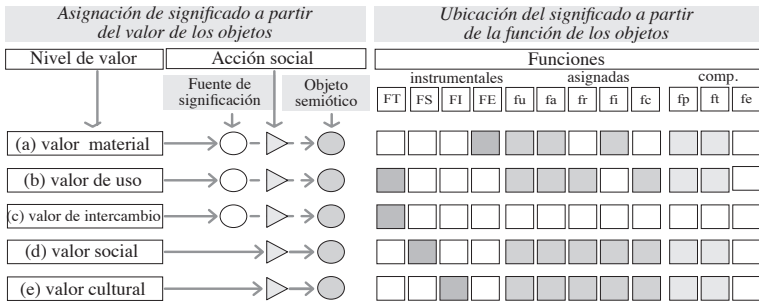 Asignación de significado a partir
del valor de los objetos
Ubicación del significado a partir
de la función de los objetos
Nivel de valor
Acción social
Funciones
Fuente de
significación
Objeto
semiótico
instrumentales
asignadas
comp.
FT FS FI FE fu fa fr fi fc fp ft fe
(a) valor material
(b) valor de uso
(c) valor de intercambio
(d) valor social
(e) valor cultural